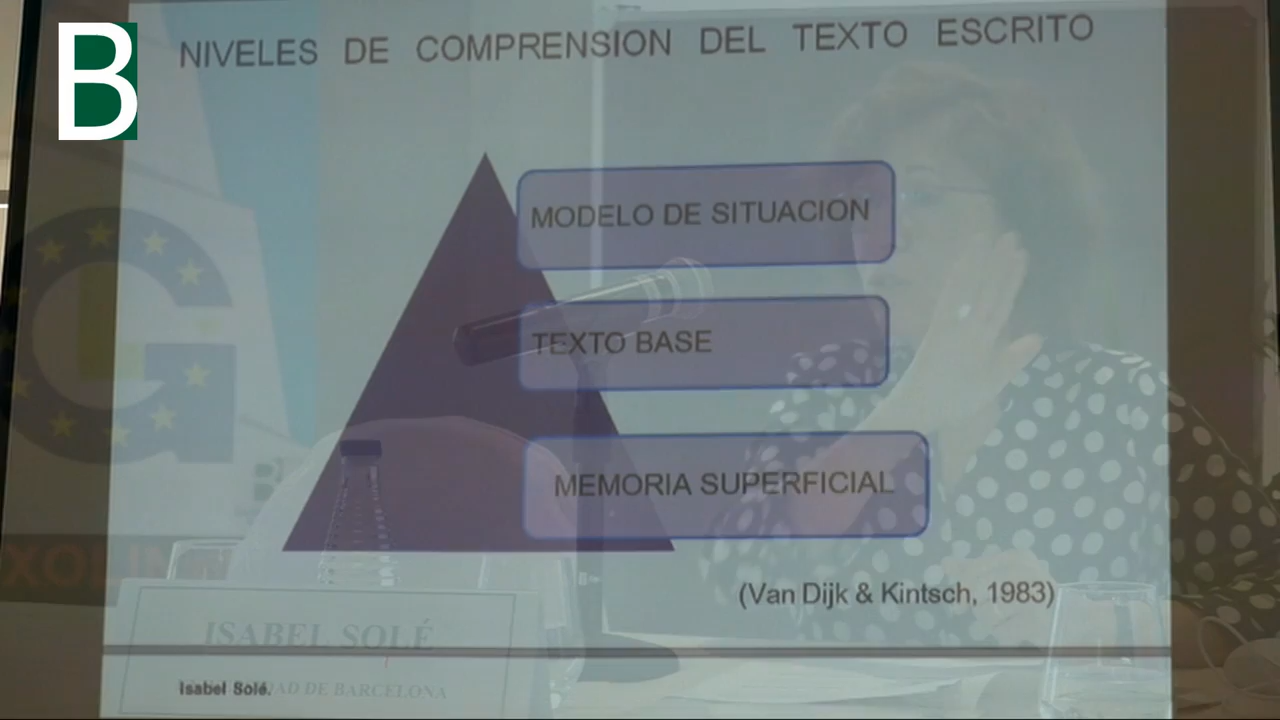 B
NIVELES DE COMPRENSION DEL TEXTO ESCRITO
MODELO DE SITUACION
TEXTO BASE
MEMORIA SUPERFICIAL
(Van Dijk & Kintsch, 1983)
ISABEL SOLÉ
DAD DE BARCELONA
Isabel Solé.